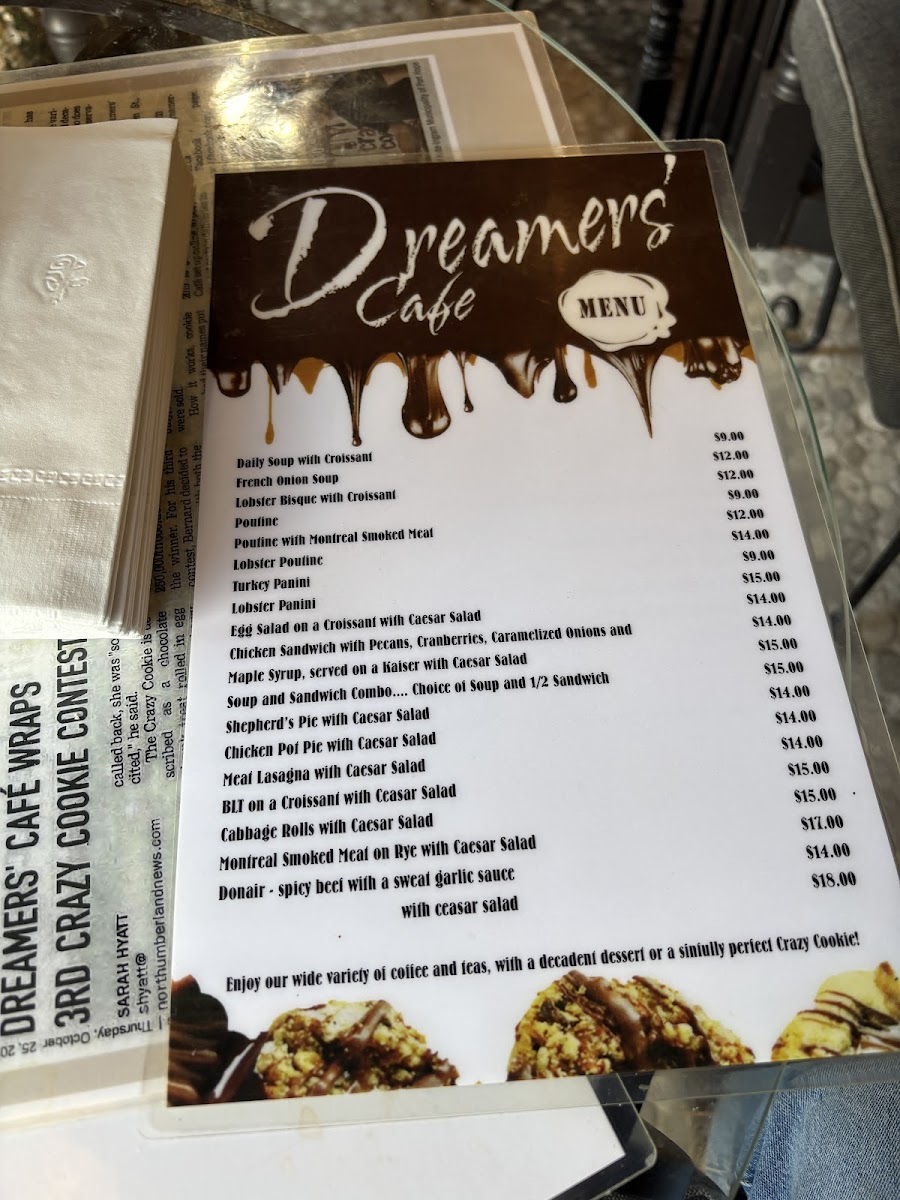 Dreamers'
Cafe
MENU
Daily Soup with Croissant $9.00
French Onion Soup $12.00
Lobster Bisque with Croissant $12.00
Poutine $9.00
Poutine with Montreal Smoked Meat $12.00
Lobster Poutine $14.00
Turkey Panini $9.00
Lobster Panini $15.00
Egg Salad on a Croissant with Caesar Salad $14.00
Chicken Sandwich with Pecans, Cranberries, Caramelized Onions and $14.00
Maple Syrup, served on a Kaiser with Caesar Salad $15.00
Soup and Sandwich Combo.... Choice of Soup and 1/2 Sandwich $15.00
Shepherd's Pie with Caesar Salad $14.00
Chicken Pot Pie with Caesar Salad $14.00
Meat Lasagna with Caesar Salad $14.00
BLT on a Croissant with Ceasar Salad $15.00
Cabbage Rolls with Caesar Salad $15.00
Montreal Smoked Meat on Rye with Caesar Salad $17.00
Donair - spicy beef with a sweat garlic sauce $14.00
with ceasar salad $18.00
Enjoy our wide variety of coffee and teas, with a decadent dessert or a sinfully perfect Crazy Cookie!
DREAMERS' CAFÉ WRAPS
3RD CRAZY COOKIE CONTEST
SARAH HYATT
shyatt@
northumberlandnews.com
Thursday, October 25, 20
called back, she was "so
cited," he said.
The Crazy Cookie is
scribed as a chocolate
rolled in egg
the winner. For his third
contest, Bernard decided to
were sold.
How it works, cookie